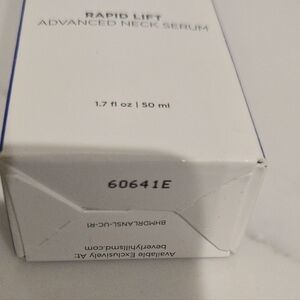 RAPID LIFT
ADVANCED NECK SERUM
1.7 fl oz | 50 ml
60641E
BHMDRLANSL-UC-R1
Available Exclusively At:
beverlyhillsmd.com